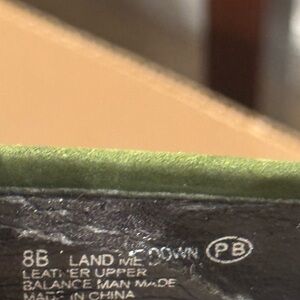 8B LAND ME DOWN PB
LEATHER UPPER
BALANCE MAN MADE
MADE IN CHINA